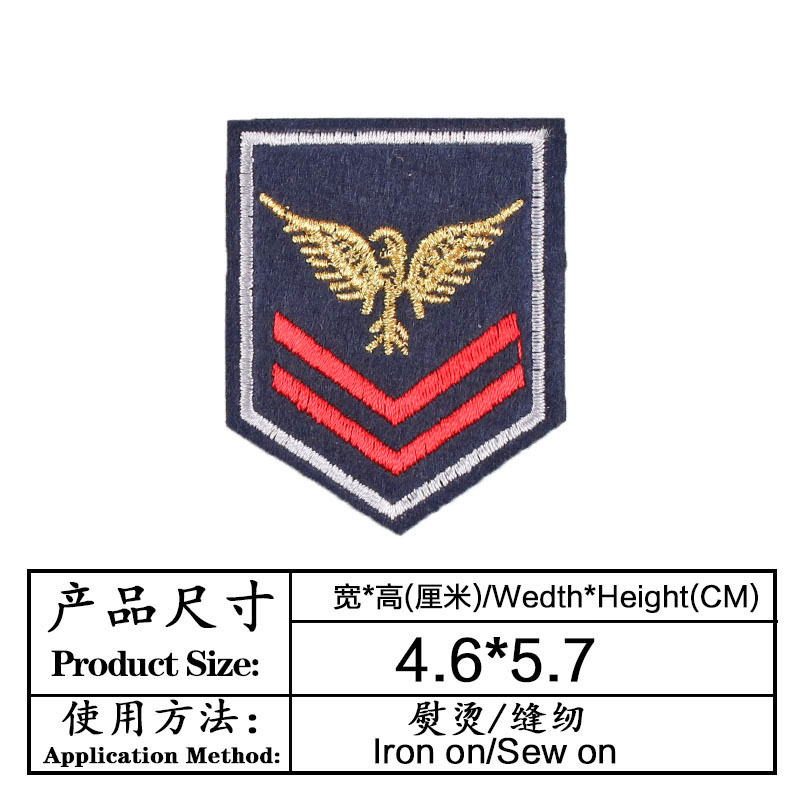 产品尺寸
Product Size:
宽*高(厘米)/Wedth*Height(CM)
4.6*5.7
使用方法：
Application Method:
熨烫/缝纫
Iron on/Sew on